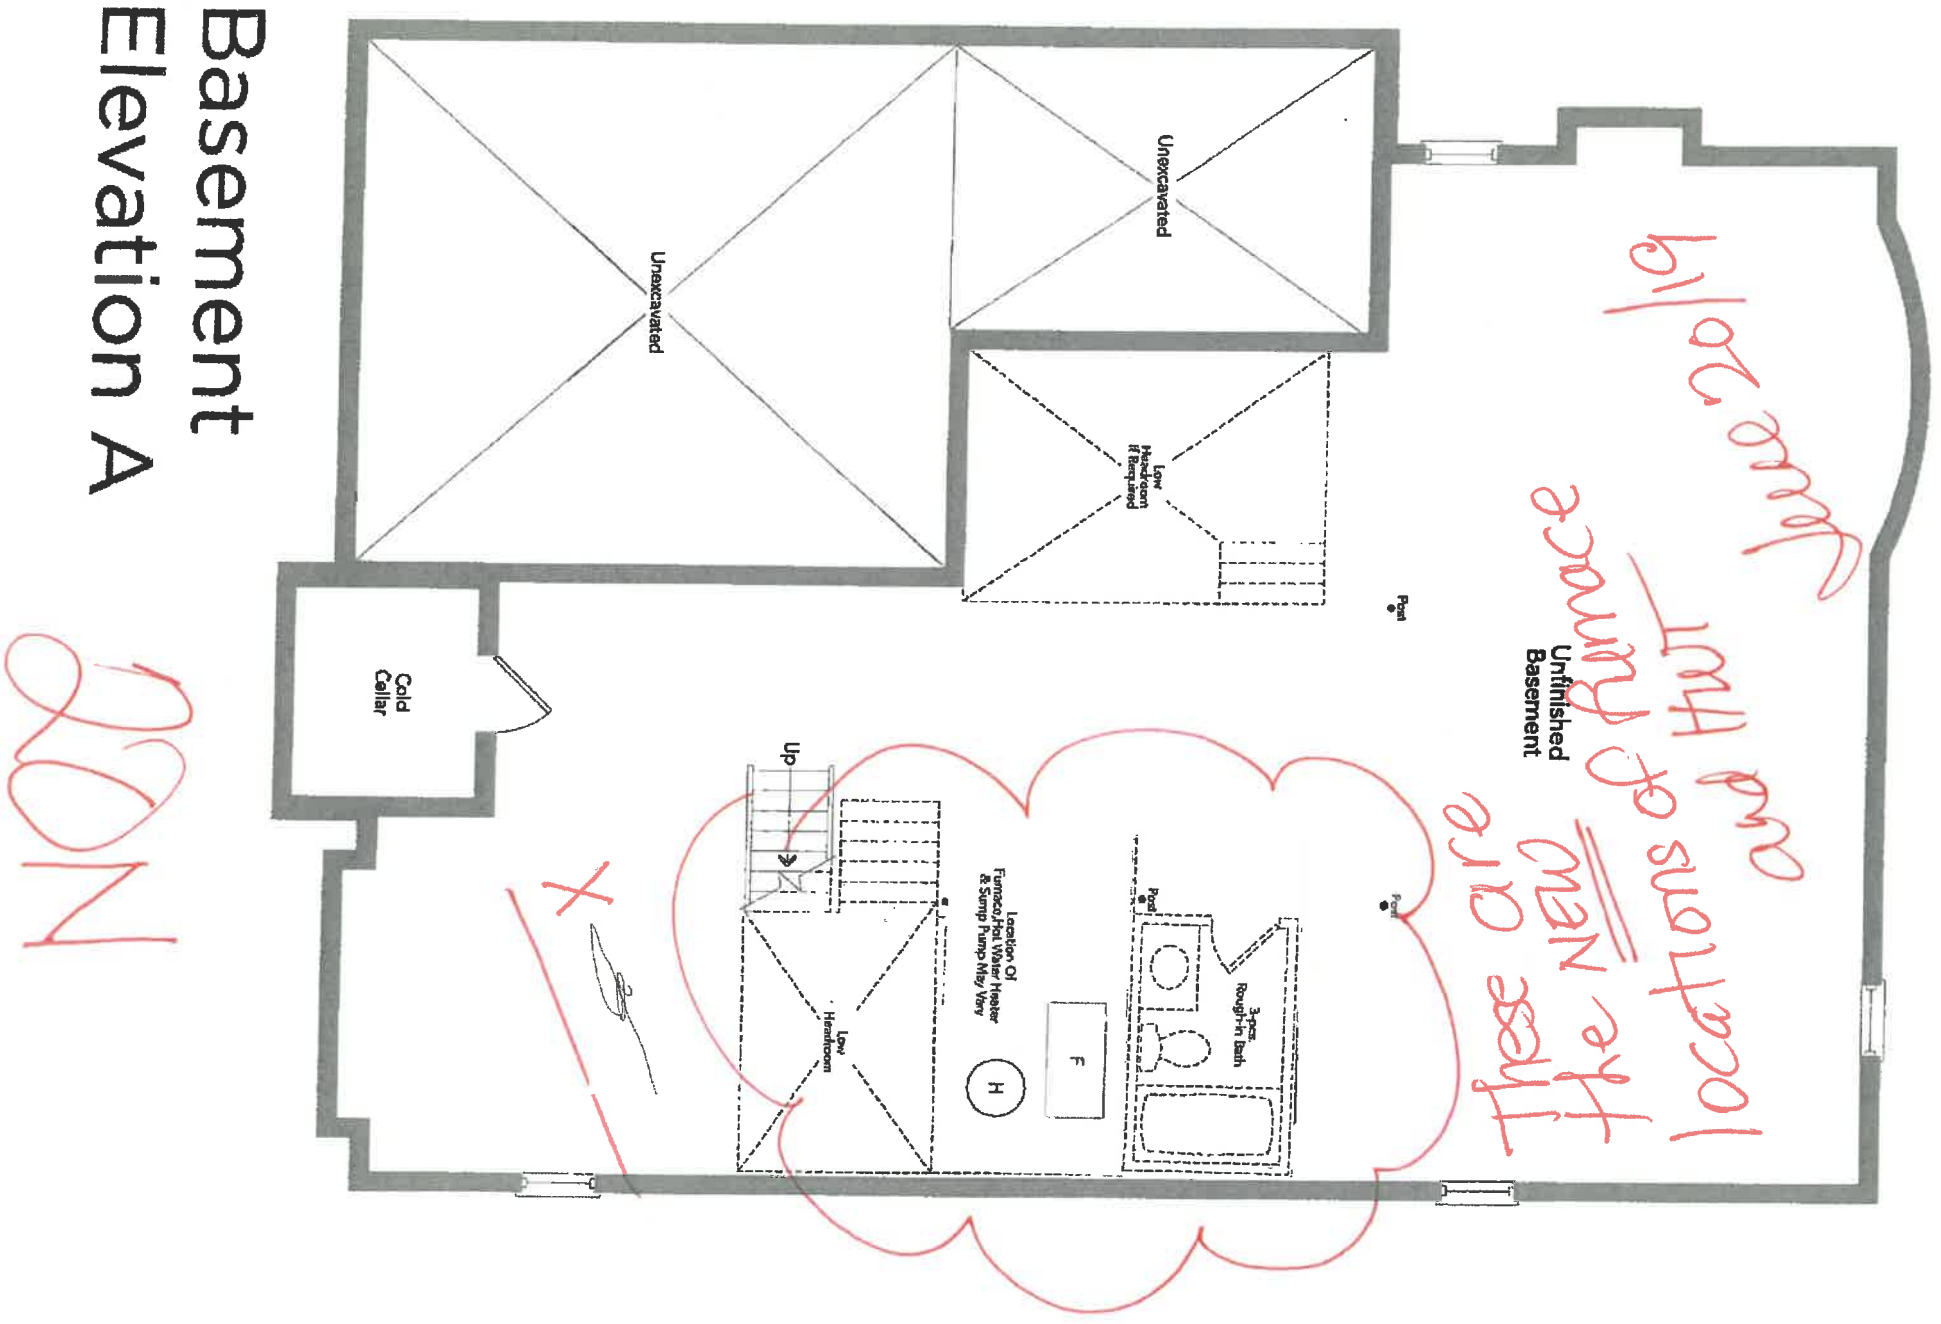 Basement
Elevation A
Unexcavated
Unexcavated
Low
Headroom
If Required
Cold
Cellar
Up
Post
Post
Post
Unfinished
Basement
Location Of
Furnace, Hot Water Heater
& Sump Pump May Vary
Low
Headroom
3-pcs.
Rough-In Bath
F
H
These are
the NEW
locations of Furnace
and HWT
June 20/19
X